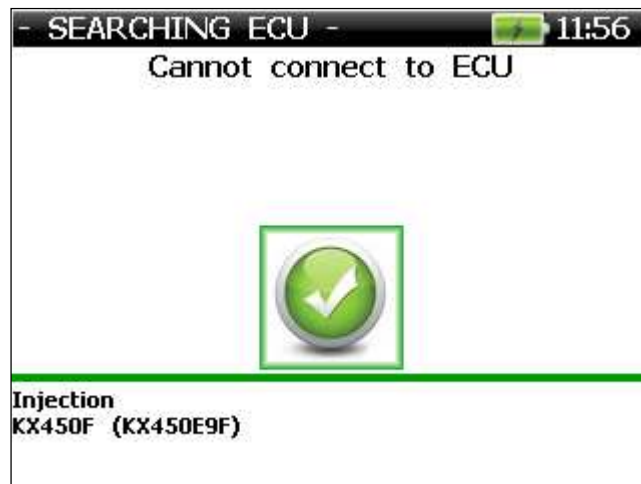 - SEARCHING ECU - 11:56
Cannot connect to ECU
Injection
KX450F (KX450E9F)